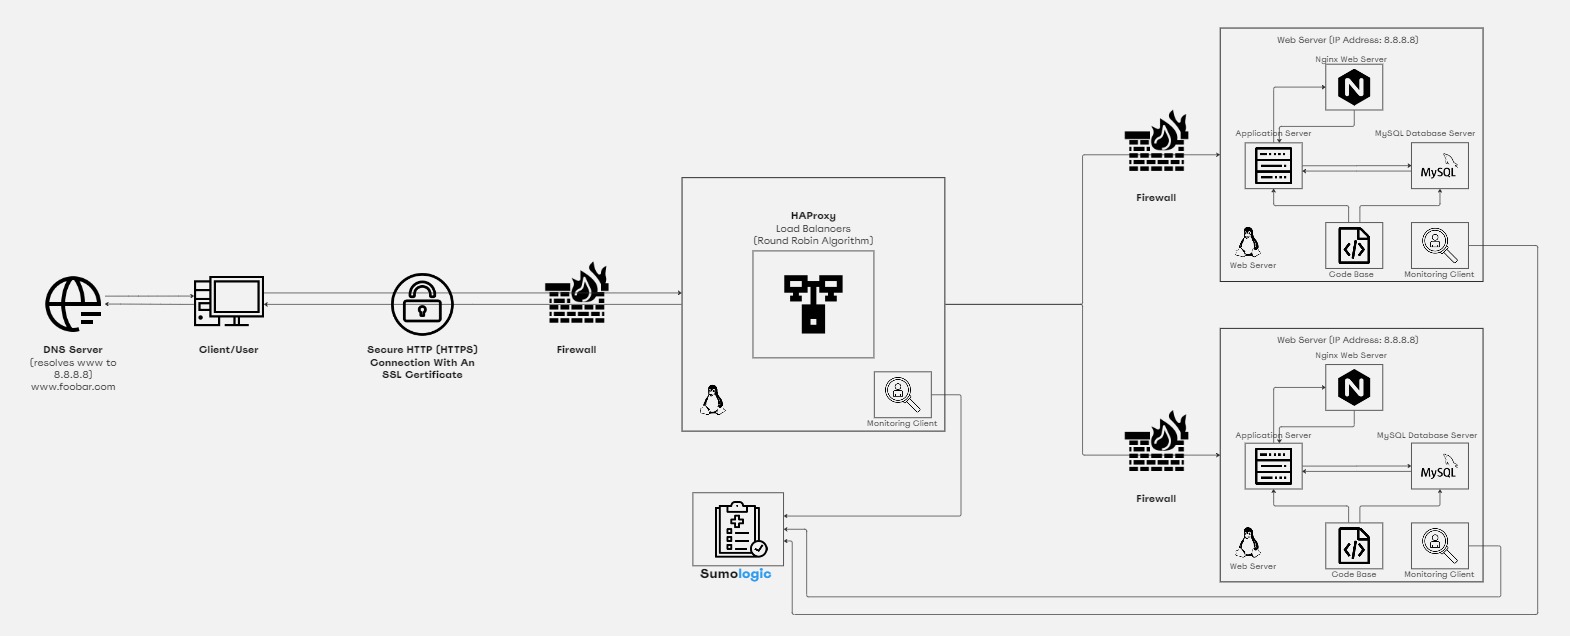 DNS Server
(resolves www to
8.8.8.8)
www.foobar.com
Client/User
Secure HTTP (HTTPS)
Connection With An
SSL Certificate
Firewall
HAProxy
Load Balancers
(Round Robin Algorithm)
Monitoring Client
Sumologic
Firewall
Web Server (IP Address: 8.8.8.8)
Nginx Web Server
Application Server
MySQL Database Server
MySQL
Web Server
Code Base
Monitoring Client
Firewall
Web Server (IP Address: 8.8.8.8)
Nginx Web Server
Application Server
MySQL Database Server
MySQL
Web Server
Code Base
Monitoring Client